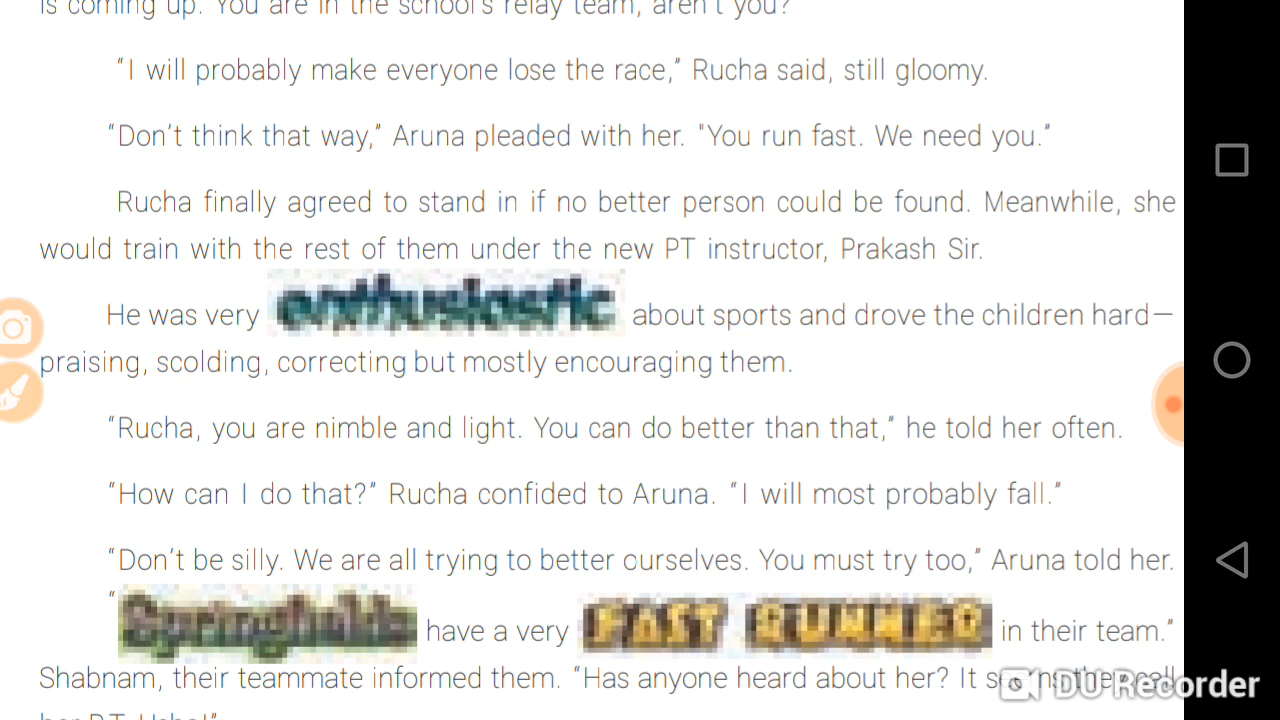 is coming up. You are in the school's relay team, aren't you?
“I will probably make everyone lose the race,” Rucha said, still gloomy.
“Don’t think that way,” Aruna pleaded with her. "You run fast. We need you.”
Rucha finally agreed to stand in if no better person could be found. Meanwhile, she
would train with the rest of them under the new PT instructor, Prakash Sir.
He was very enthusiastic about sports and drove the children hard—
praising, scolding, correcting but mostly encouraging them.
“Rucha, you are nimble and light. You can do better than that,” he told her often.
“How can I do that?” Rucha confided to Aruna. “I will most probably fall.”
“Don’t be silly. We are all trying to better ourselves. You must try too,” Aruna told her.
“Springfields have a very FAST RUNNER in their team.”
Shabnam, their teammate informed them. “Has anyone heard about her? It seems they call
her P.T. Usha!”
DU Recorder